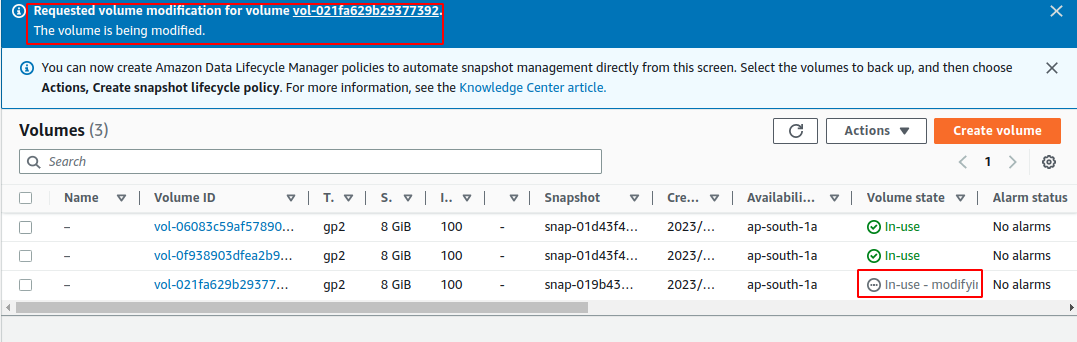 Requested volume modification for volume vol-021fa629b29377392.
The volume is being modified.
You can now create Amazon Data Lifecycle Manager policies to automate snapshot management directly from this screen. Select the volumes to back up, and then choose
Actions, Create snapshot lifecycle policy. For more information, see the Knowledge Center article.
Volumes (3)
Actions
Create volume
Search
1
Name Volume ID T. S. I.. Snapshot Cre... Availabili... Volume state Alarm status
– vol-06083c59af57890... gp2 8 GiB 100 - snap-01d43f4... 2023/... ap-south-1a In-use No alarms
– vol-0f938903dfea2b9... gp2 8 GiB 100 - snap-01d43f4... 2023/... ap-south-1a In-use No alarms
– vol-021fa629b29377... gp2 8 GiB 100 - snap-019b43... 2023/... ap-south-1a In-use - modifyin No alarms